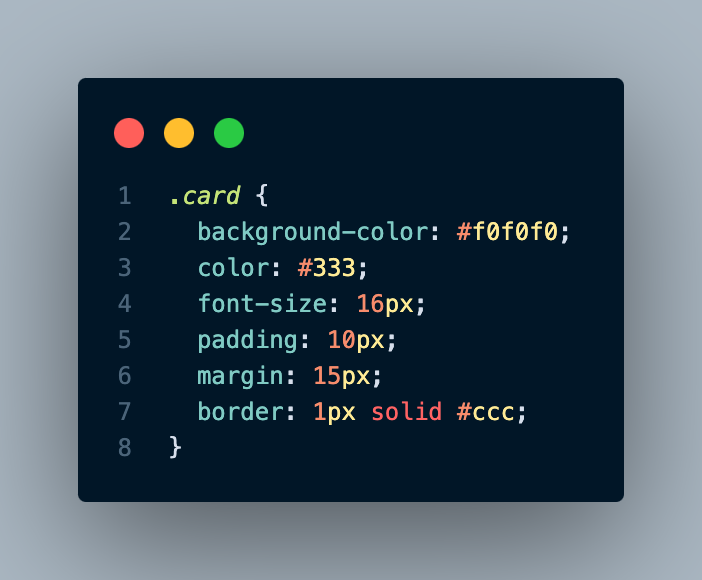 1 .card {
2   background-color: #f0f0f0;
3   color: #333;
4   font-size: 16px;
5   padding: 10px;
6   margin: 15px;
7   border: 1px solid #ccc;
8 }